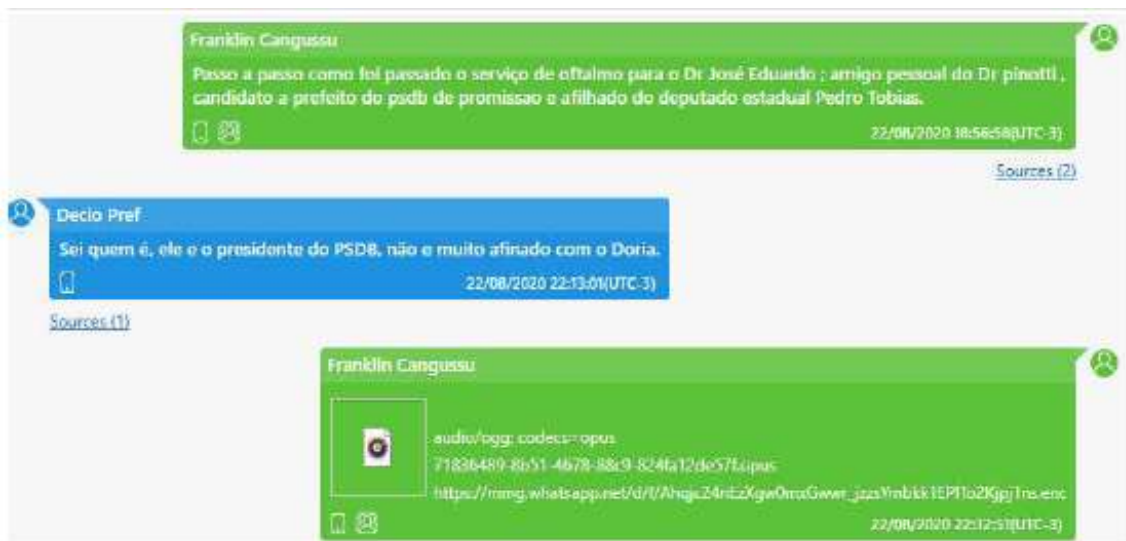 Franklin Cangussu
Passo a passo como foi passado o serviço de oftalmo para o Dr José Eduardo ; amigo pessoal do Dr pinotti ,
candidato a prefeito do psdb de promissao e afilhado do deputado estadual Pedro Tobias.
22/08/2020 18:56:58(UTC-3)
Sources (2)
Decio Pref
Sei quem é, ele e o presidente do PSDB, não e muito afinado com o Doria.
22/08/2020 22:13:01(UTC-3)
Sources (1)
Franklin Cangussu
audio/ogg; codecs=opus
71836489-8b51-4678-88c9-824fa12de57f.opus
22/08/2020 22:12:51(UTC-3)